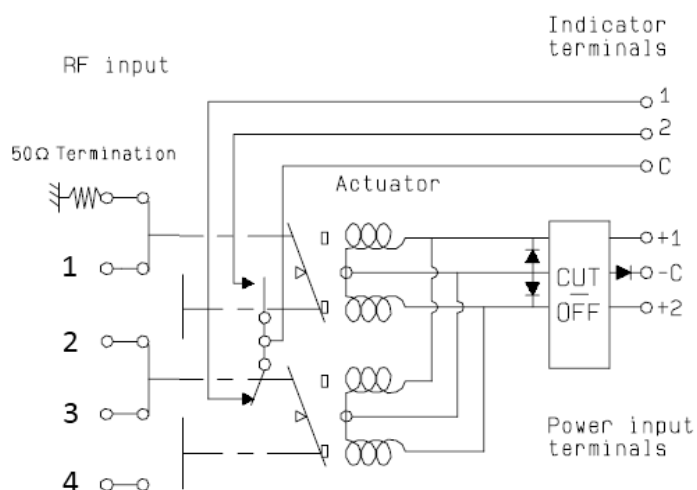 Indicator
terminals
RF input
1
2
50Ω Termination
C
Actuator
1
+1
CUT
-C
OFF
+2
2
3
Power input
terminals
4